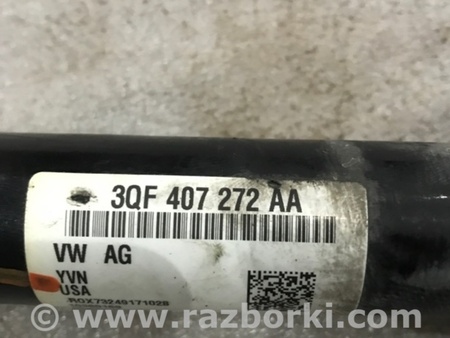 3QF 407 272 AA
VW AG
YVN
USA
www.razborki.com